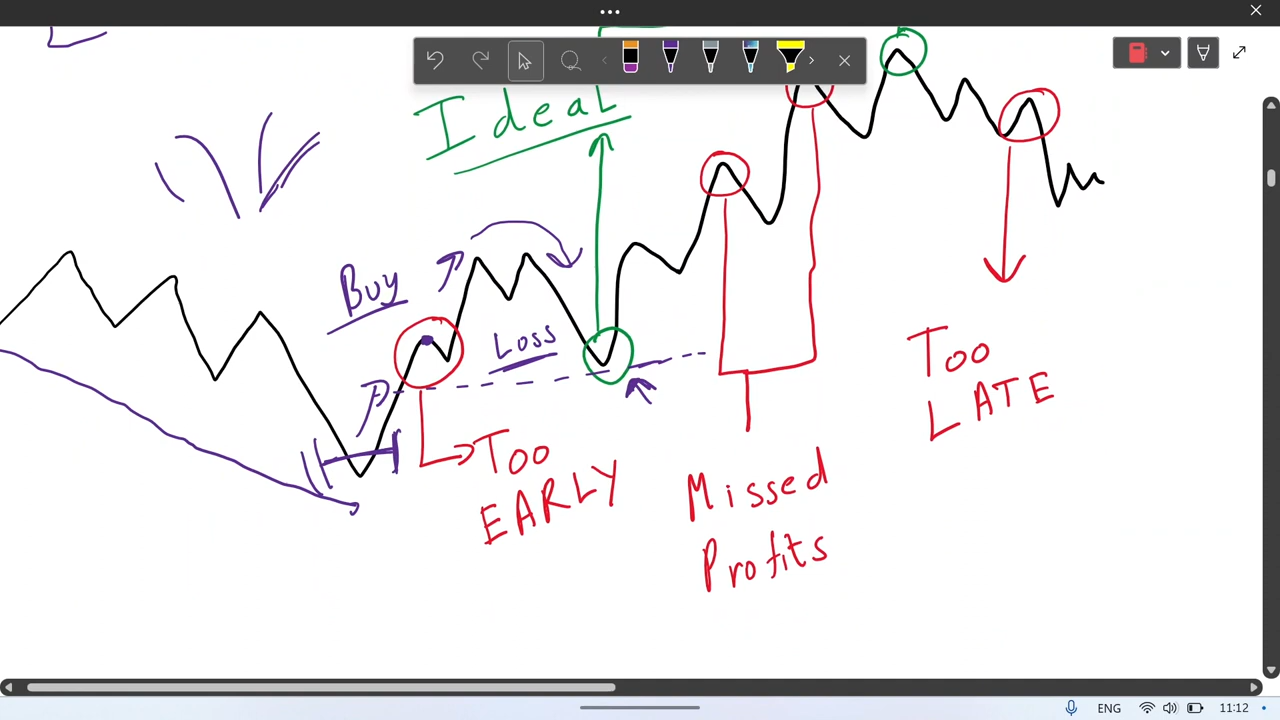 Ideal
Buy
Loss
Too
EARLY
Missed
Profits
Too
LATE
ENG
11:12